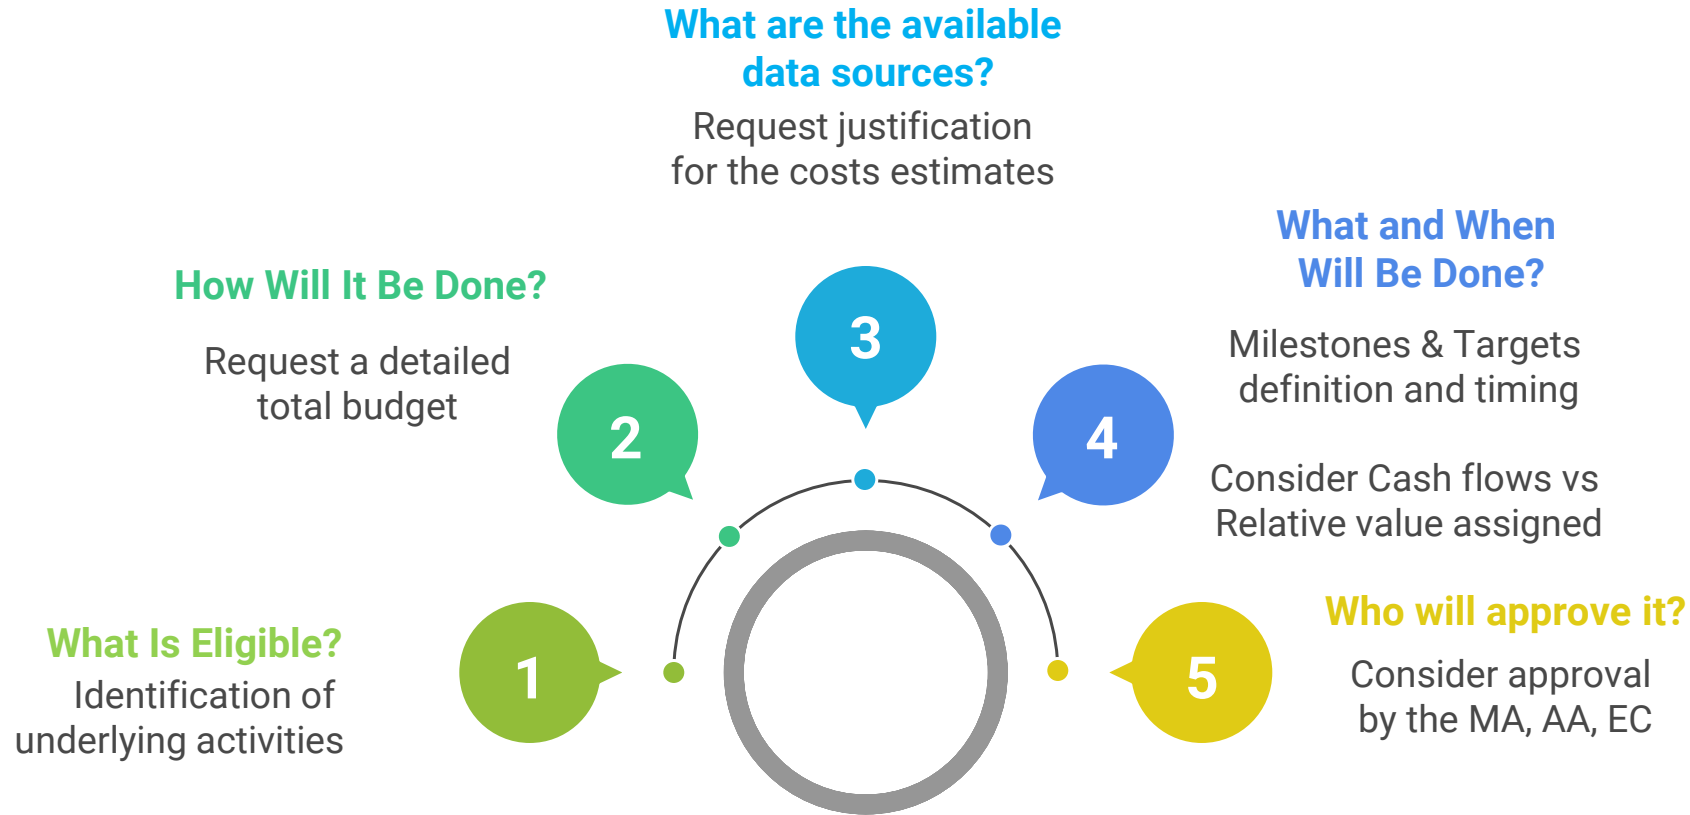 What are the available
data sources?
Request justification
for the costs estimates
What and When
Will Be Done?
Milestones & Targets
definition and timing
Consider Cash flows vs
Relative value assigned
How Will It Be Done?
Request a detailed
total budget
3
2
4
What Is Eligible?
Identification of
underlying activities
1
5
Who will approve it?
Consider approval
by the MA, AA, EC